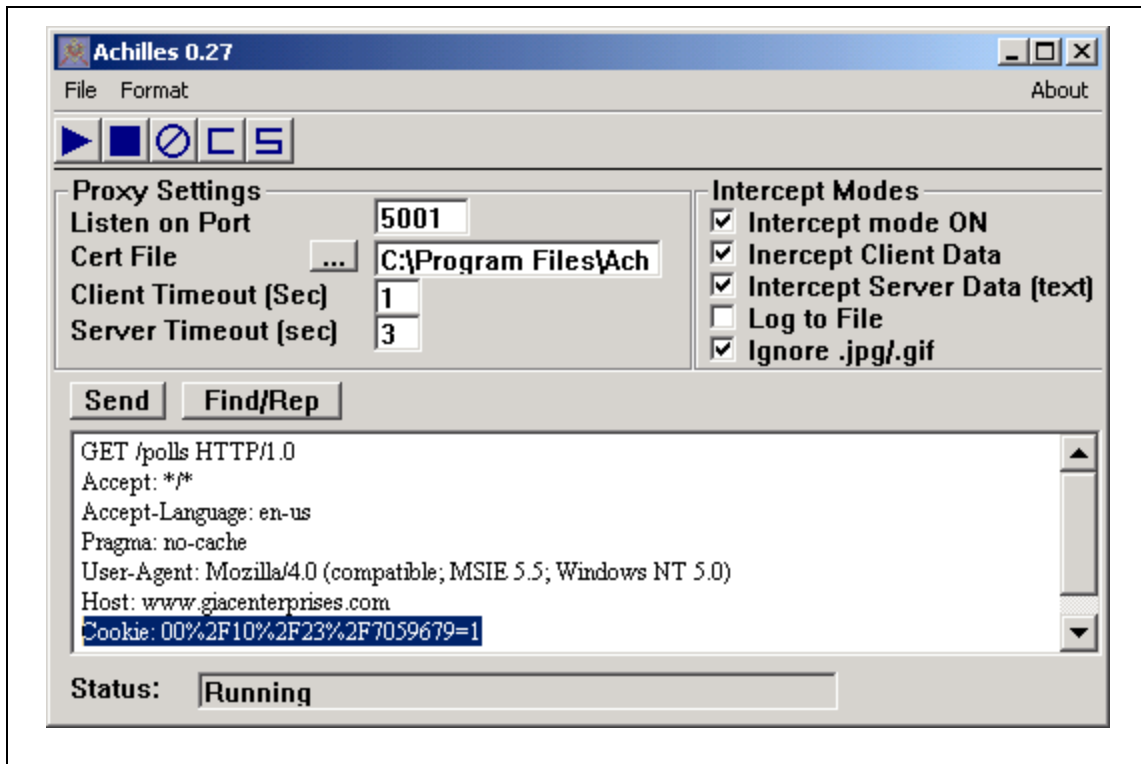 Achilles 0.27
File Format About
Proxy Settings
Listen on Port 5001
Cert File ... C:\Program Files\Ach
Client Timeout (Sec) 1
Server Timeout (sec) 3
Intercept Modes
Intercept mode ON
Inercept Client Data
Intercept Server Data (text)
Log to File
Ignore .jpg/.gif
Send Find/Rep
GET /polls HTTP/1.0
Accept: */*
Accept-Language: en-us
Pragma: no-cache
User-Agent: Mozilla/4.0 (compatible; MSIE 5.5; Windows NT 5.0)
Host: www.giacenterprises.com
Cookie: 00%2F10%2F23%2F7059679=1
Status: Running